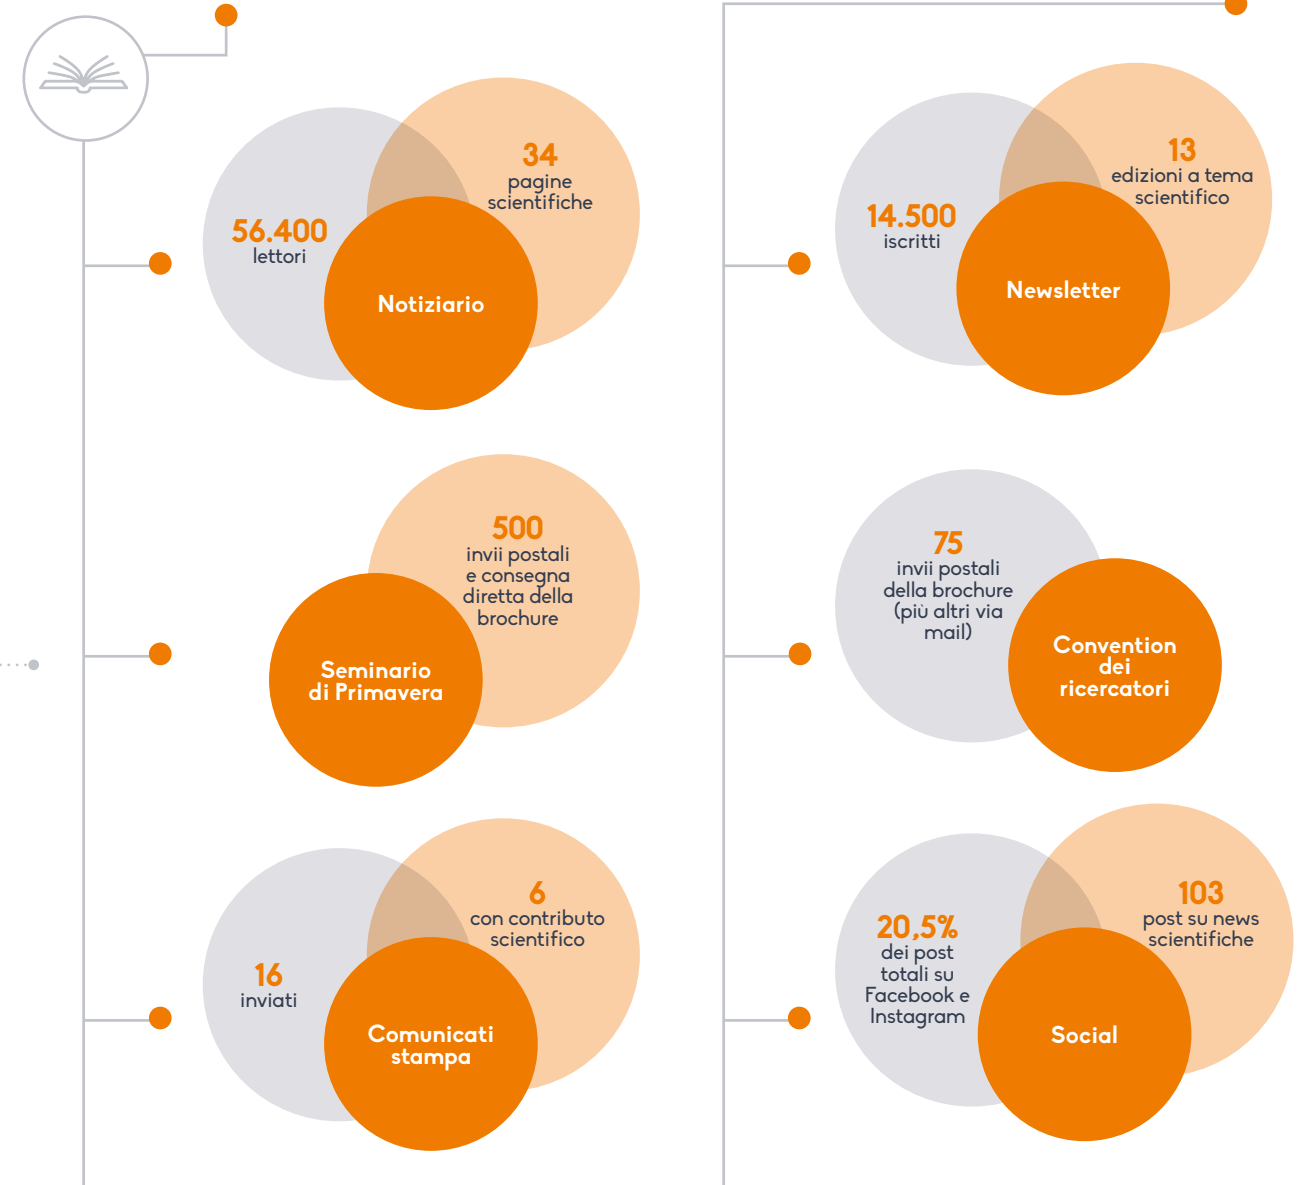 34
pagine
scientifiche
56.400
lettori
Notiziario
13
edizioni a tema
scientifico
14.500
iscritti
Newsletter
500
invii postali
e consegna
diretta della
brochure
Seminario
di Primavera
75
invii postali
della brochure
(più altri via
mail)
Convention
dei
ricercatori
6
con contributo
scientifico
16
inviati
Comunicati
stampa
103
post su news
scientifiche
20,5%
dei post
totali su
Facebook e
Instagram
Social